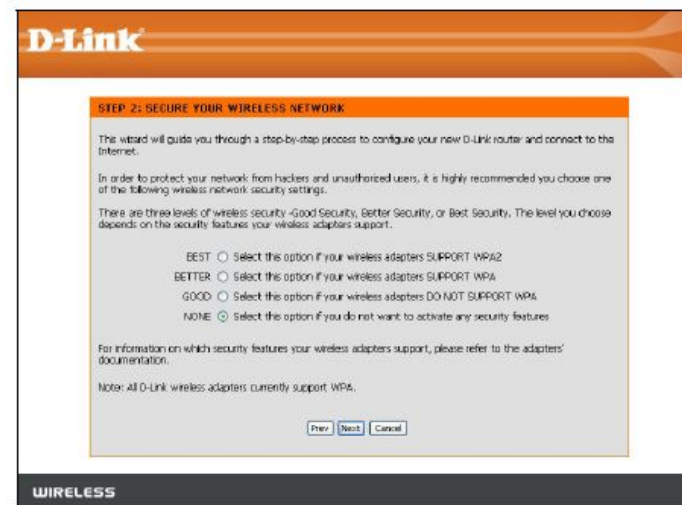 D-Link
STEP 2: SECURE YOUR WIRELESS NETWORK
This wizard will guide you through a step-by-step process to configure your new D-Link router and connect to the
Internet.
In order to protect your network from hackers and unauthorized users, it is highly recommended you choose one
of the following wireless network security settings.
There are three levels of wireless security -Good Security, Better Security, or Best Security. The level you choose
depends on the security features your wireless adapters support.
BEST Select this option if your wireless adapters SUPPORT WPA2
BETTER Select this option if your wireless adapters SUPPORT WPA
GOOD Select this option if your wireless adapters DO NOT SUPPORT WPA
NONE Select this option if you do not want to activate any security features
For information on which security features your wireless adapters support, please refer to the adapters'
documentation.
Note: All D-Link wireless adapters currently support WPA.
Prev Next Cancel
WIRELESS